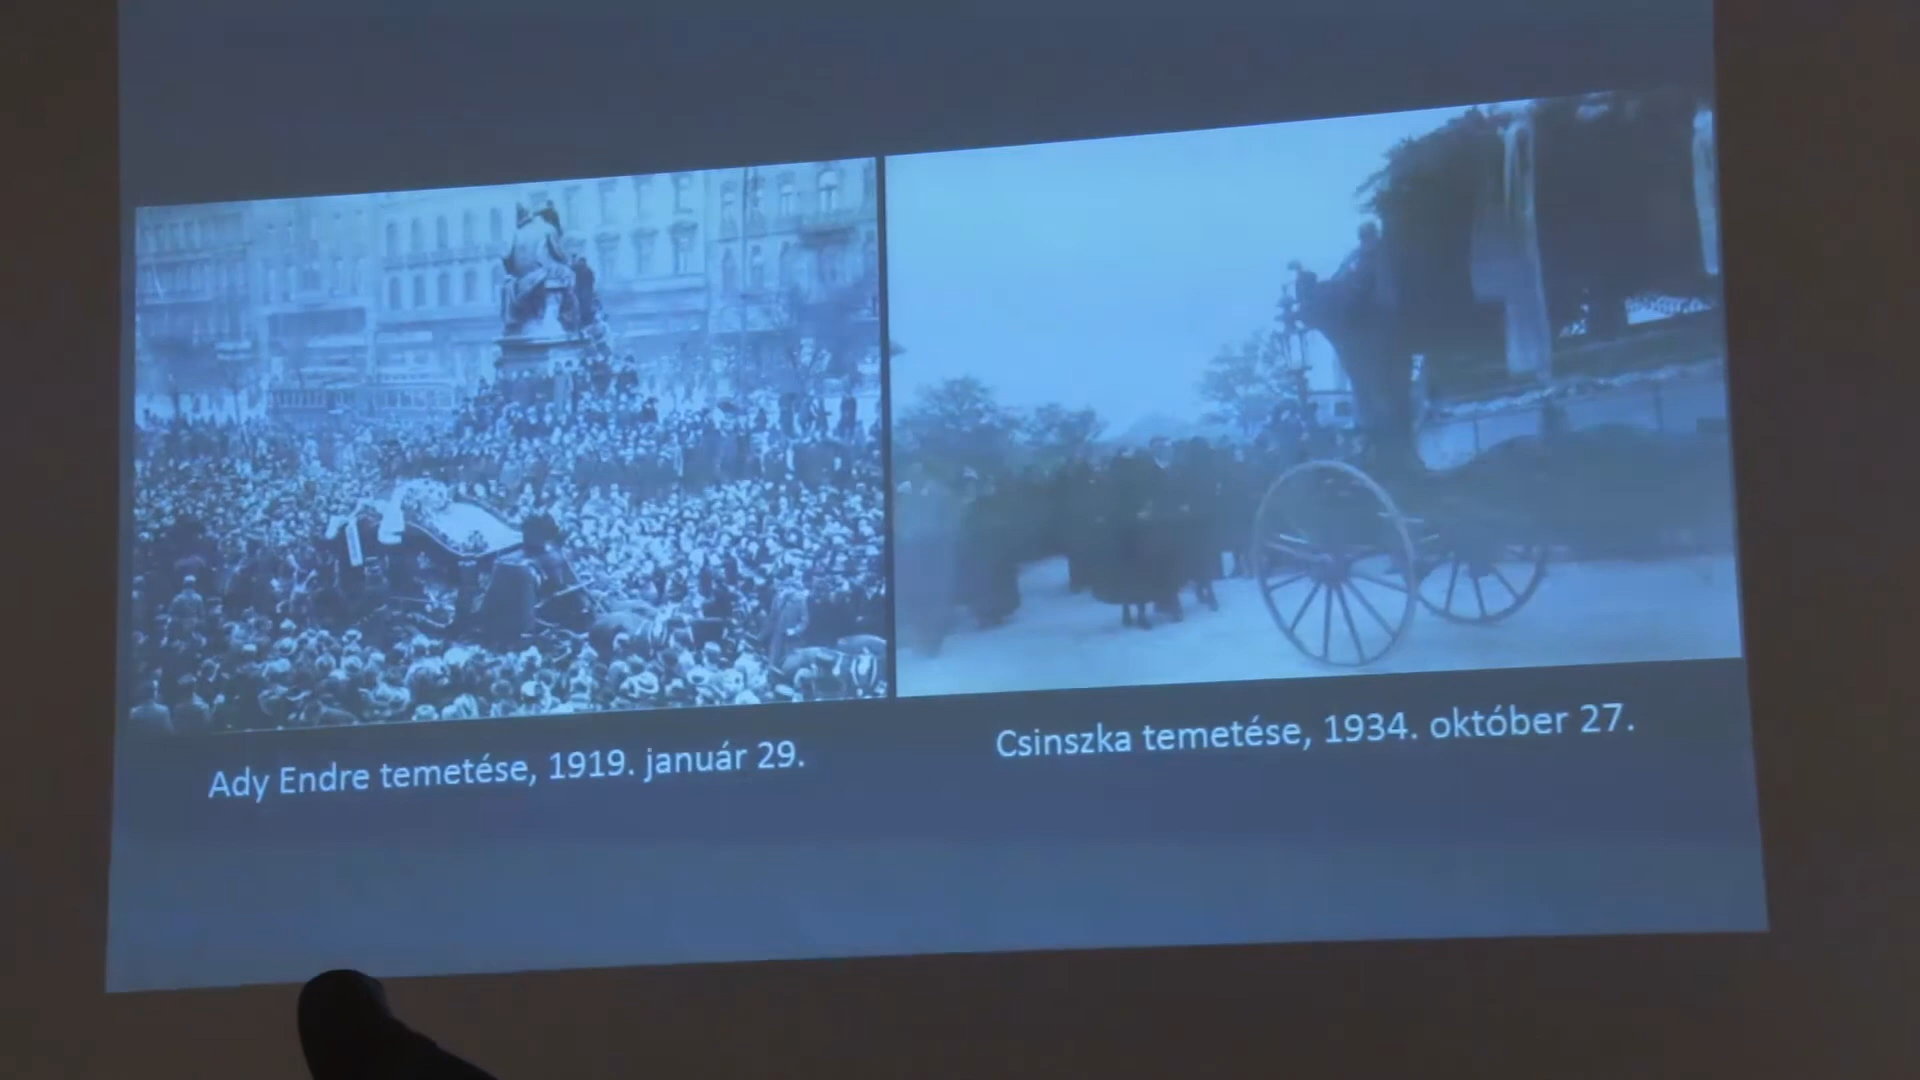 Ady Endre temetése, 1919. január 29.
Csinszka temetése, 1934. október 27.